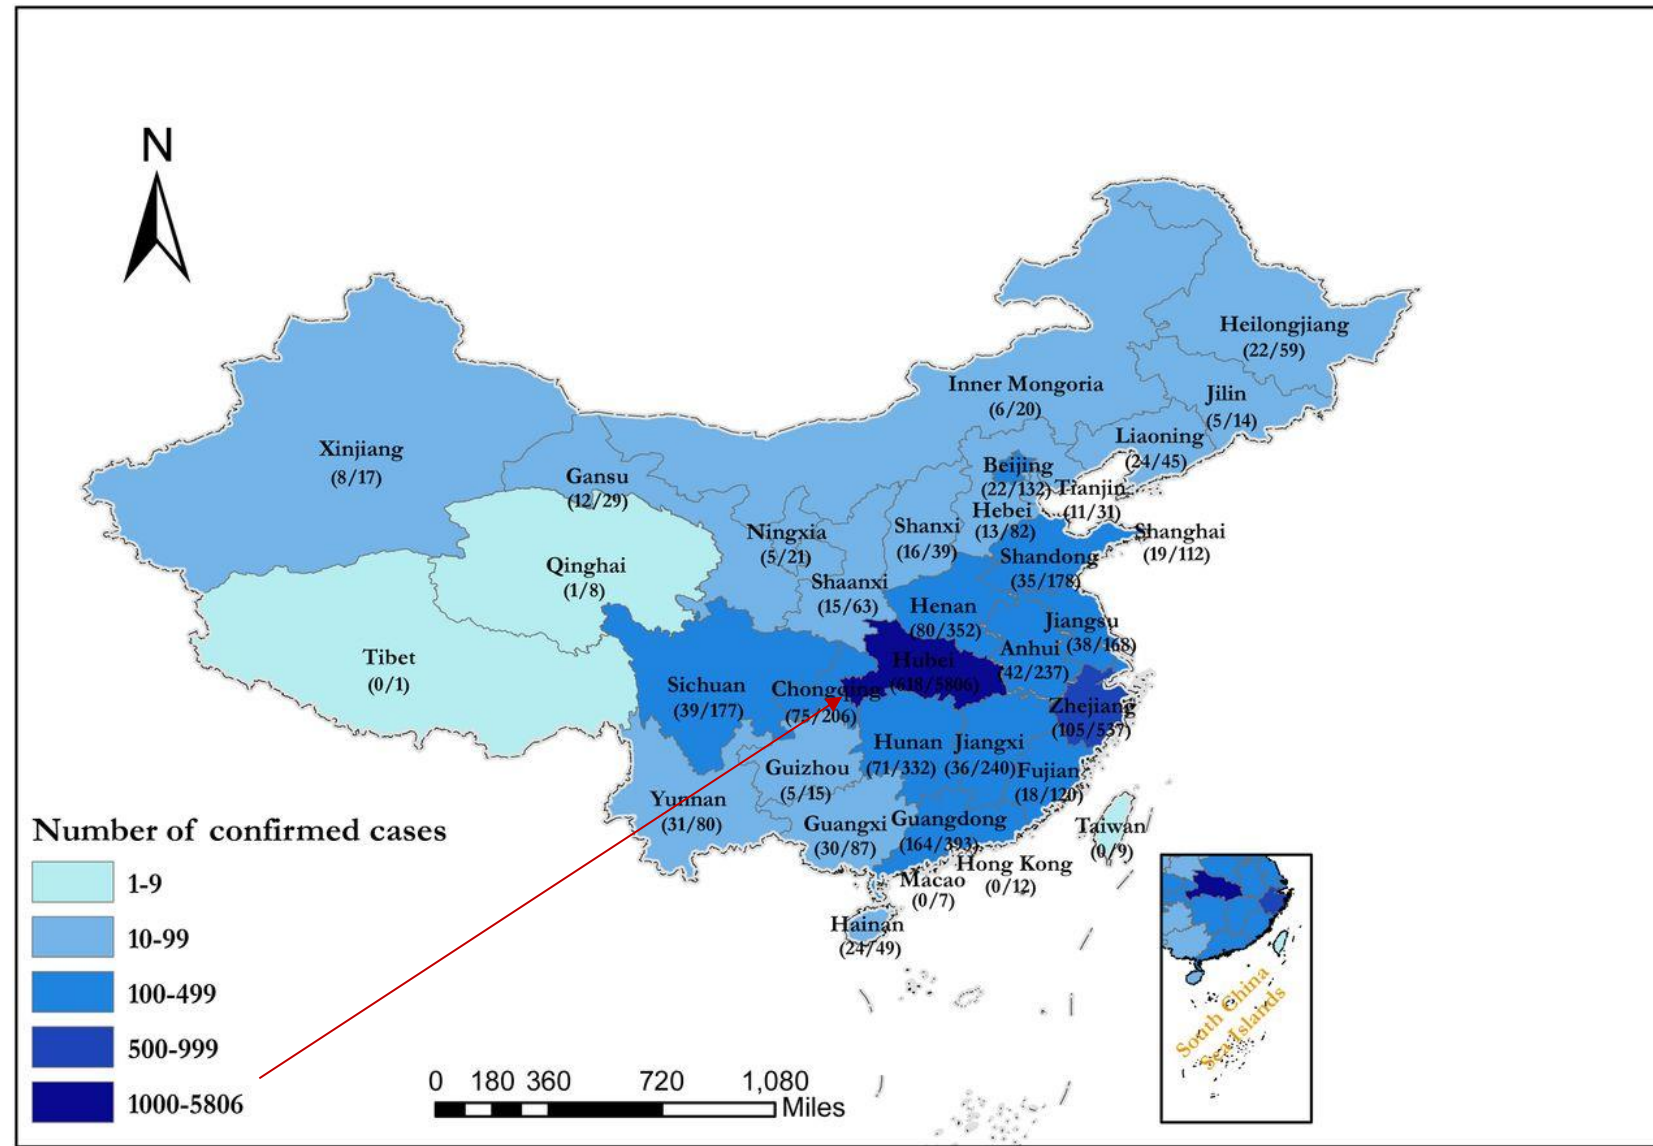 N
Heilongjiang
(22/59)
Inner Mongoria
(6/20)
Jilin
(5/14)
Liaoning
(24/45)
Xinjiang
(8/17)
Gansu
(12/29)
Beijing
(22/132)
Tianjin
(11/31)
Hebei
(13/82)
Ningxia
(5/21)
Shanxi
(16/39)
Shanghai
(19/112)
Shandong
(35/178)
Qinghai
(1/8)
Shaanxi
(15/63)
Henan
(80/352)
Jiangsu
(38/168)
Anhui
(42/237)
Tibet
(0/1)
Hubei
(618/5806)
Sichuan
(39/177)
Chongqing
(75/206)
Zhejiang
(105/537)
Hunan
(71/332)
Jiangxi
(36/240)
Fujian
(18/120)
Guizhou
(5/15)
Yunnan
(31/80)
Guangxi
(30/87)
Guangdong
(164/393)
Taiwan
(0/9)
Hong Kong
(0/12)
Macao
(0/7)
Hainan
(24/49)
Number of confirmed cases
1-9
10-99
100-499
500-999
1000-5806
0 180 360 720 1,080
Miles
South China
Sea Islands